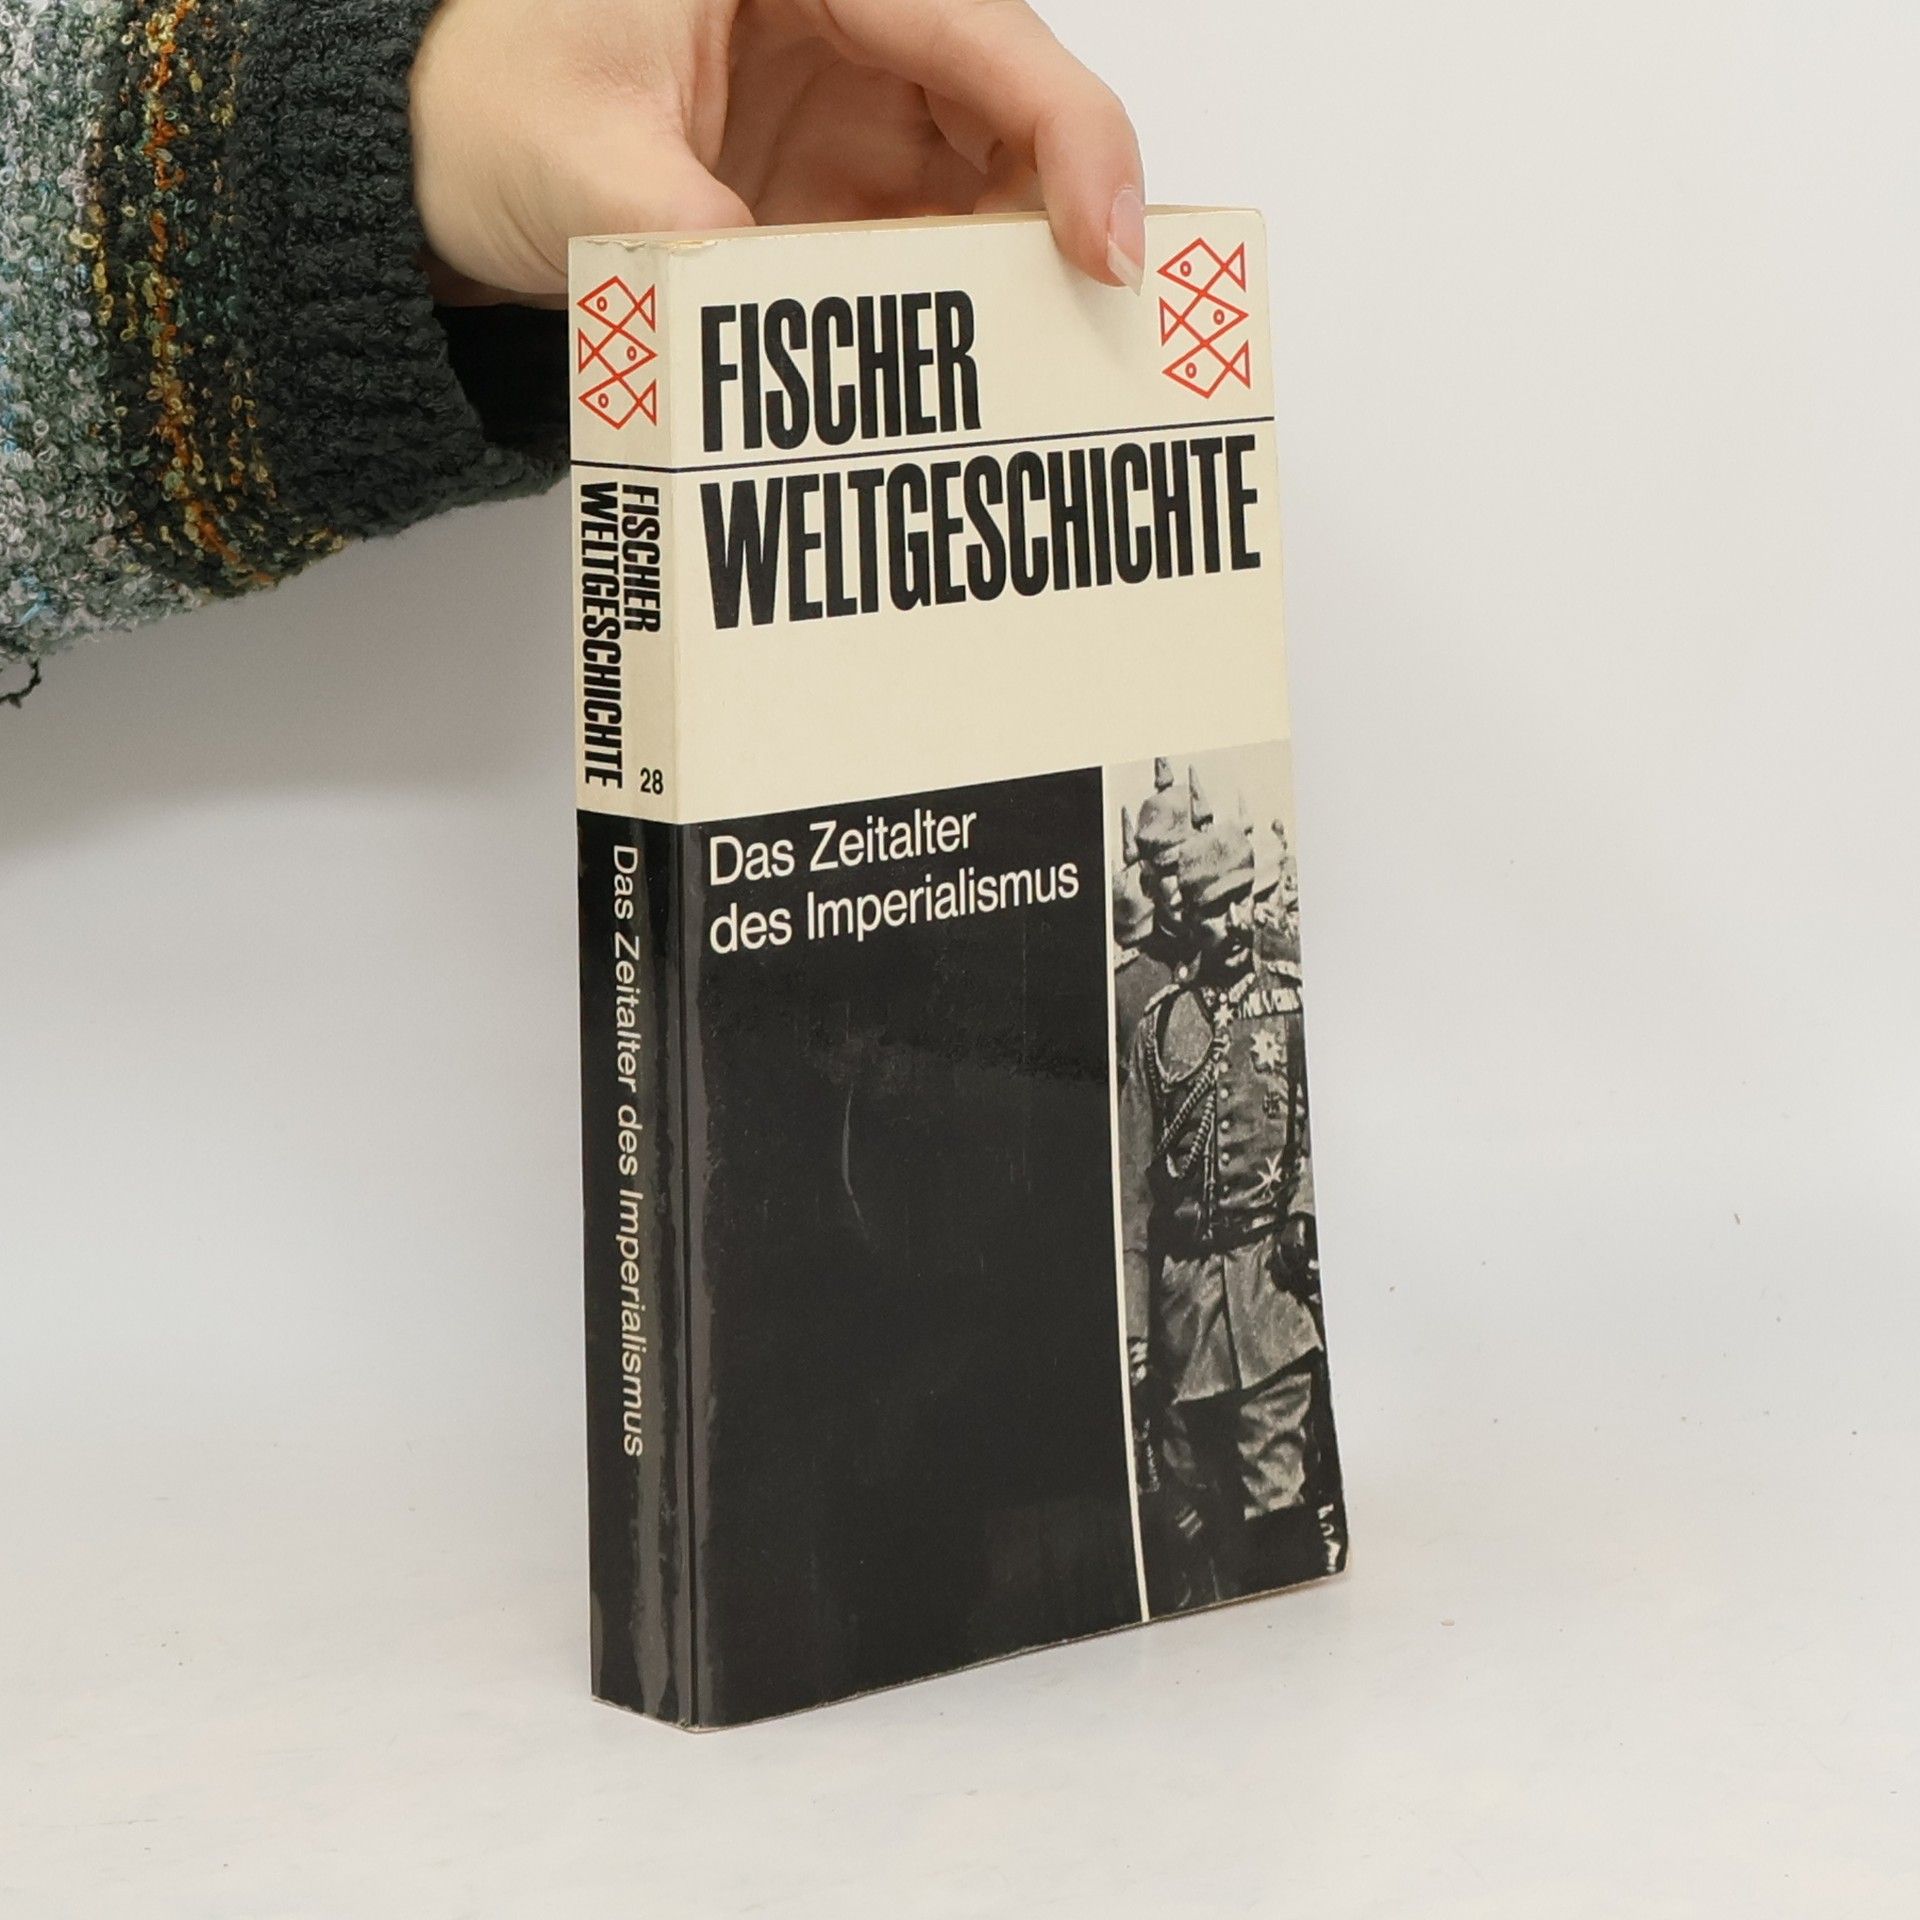 FISCHER
WELTGESCHICHTE
Das Zeitalter
des Imperialismus
FISCHER
WELTGESCHICHTE
28
Das Zeitalter des Imperialismus